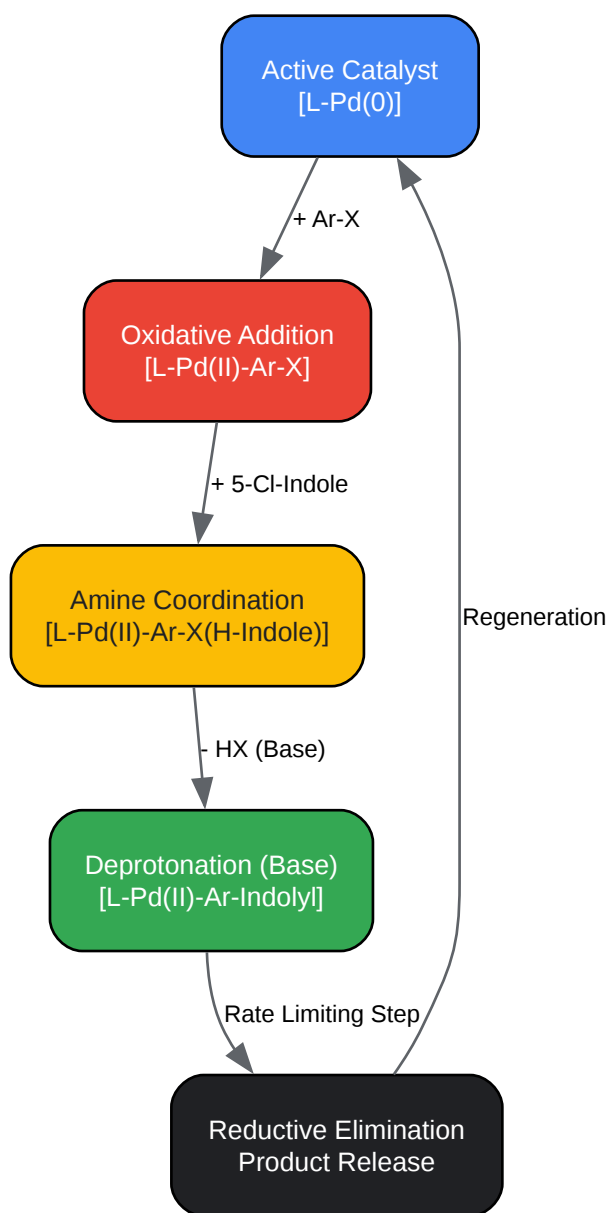 Active Catalyst
[L-Pd(0)]
+ Ar-X
Oxidative Addition
[L-Pd(II)-Ar-X]
+ 5-Cl-Indole
Amine Coordination
[L-Pd(II)-Ar-X(H-Indole)]
Regeneration
- HX (Base)
Deprotonation (Base)
[L-Pd(II)-Ar-Indolyl]
Rate Limiting Step
Reductive Elimination
Product Release